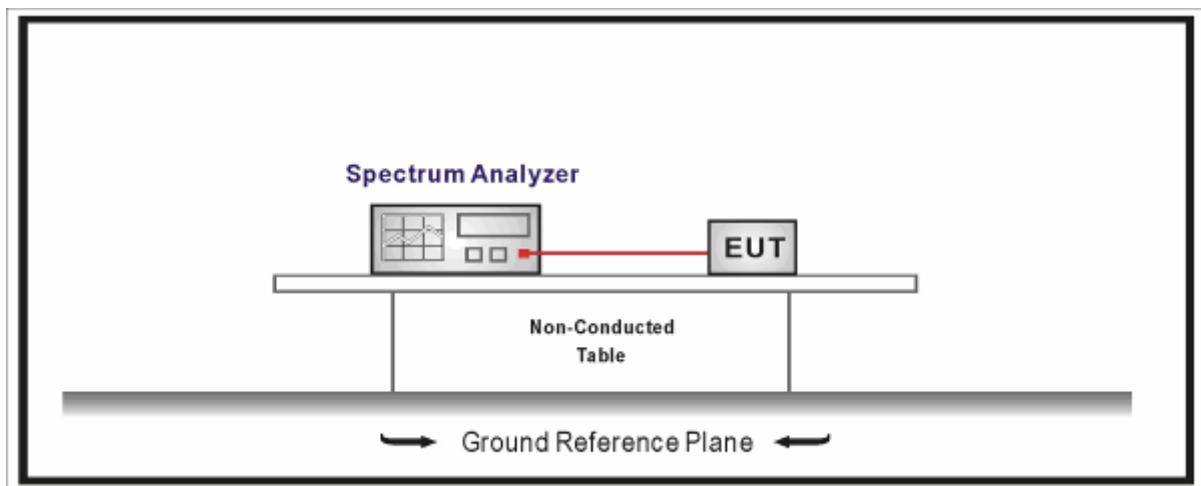 Spectrum Analyzer
EUT
Non-Conducted
Table
Ground Reference Plane